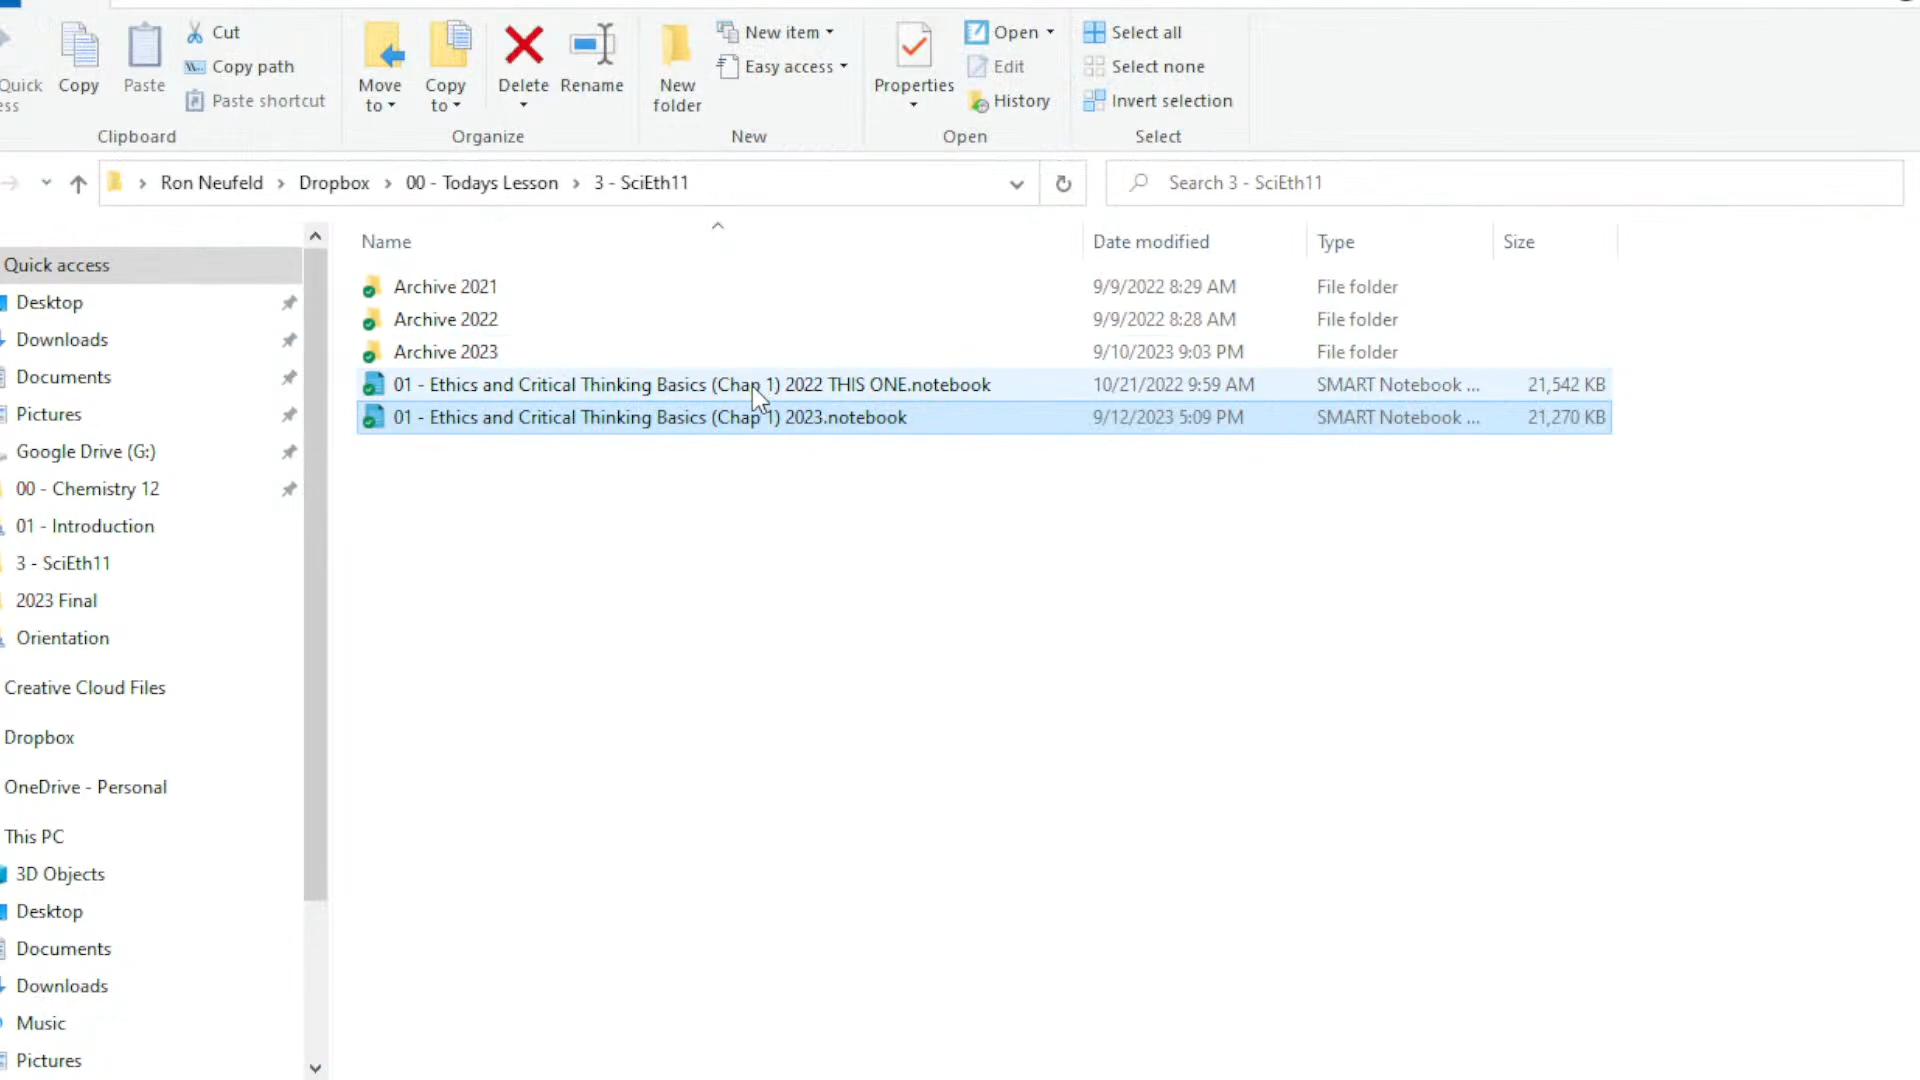 Cut
Copy path
Paste shortcut
Quick
ess
Copy
Paste
Clipboard
Move
to
Copy
to
Delete
Rename
Organize
New
folder
New item
Easy access
New
Properties
Open
Edit
History
Open
Select all
Select none
Invert selection
Select
Ron Neufeld > Dropbox > 00 - Todays Lesson > 3 - SciEth11
Search 3 - SciEth11
Name Date modified Type Size
Archive 2021 9/9/2022 8:29 AM File folder
Archive 2022 9/9/2022 8:28 AM File folder
Archive 2023 9/10/2023 9:03 PM File folder
01 - Ethics and Critical Thinking Basics (Chap 1) 2022 THIS ONE.notebook 10/21/2022 9:59 AM SMART Notebook ... 21,542 KB
01 - Ethics and Critical Thinking Basics (Chap 1) 2023.notebook 9/12/2023 5:09 PM SMART Notebook ... 21,270 KB
Quick access
Desktop
Downloads
Documents
Pictures
Google Drive (G:)
00 - Chemistry 12
01 - Introduction
3 - SciEth11
2023 Final
Orientation
Creative Cloud Files
Dropbox
OneDrive - Personal
This PC
3D Objects
Desktop
Documents
Downloads
Music
Pictures